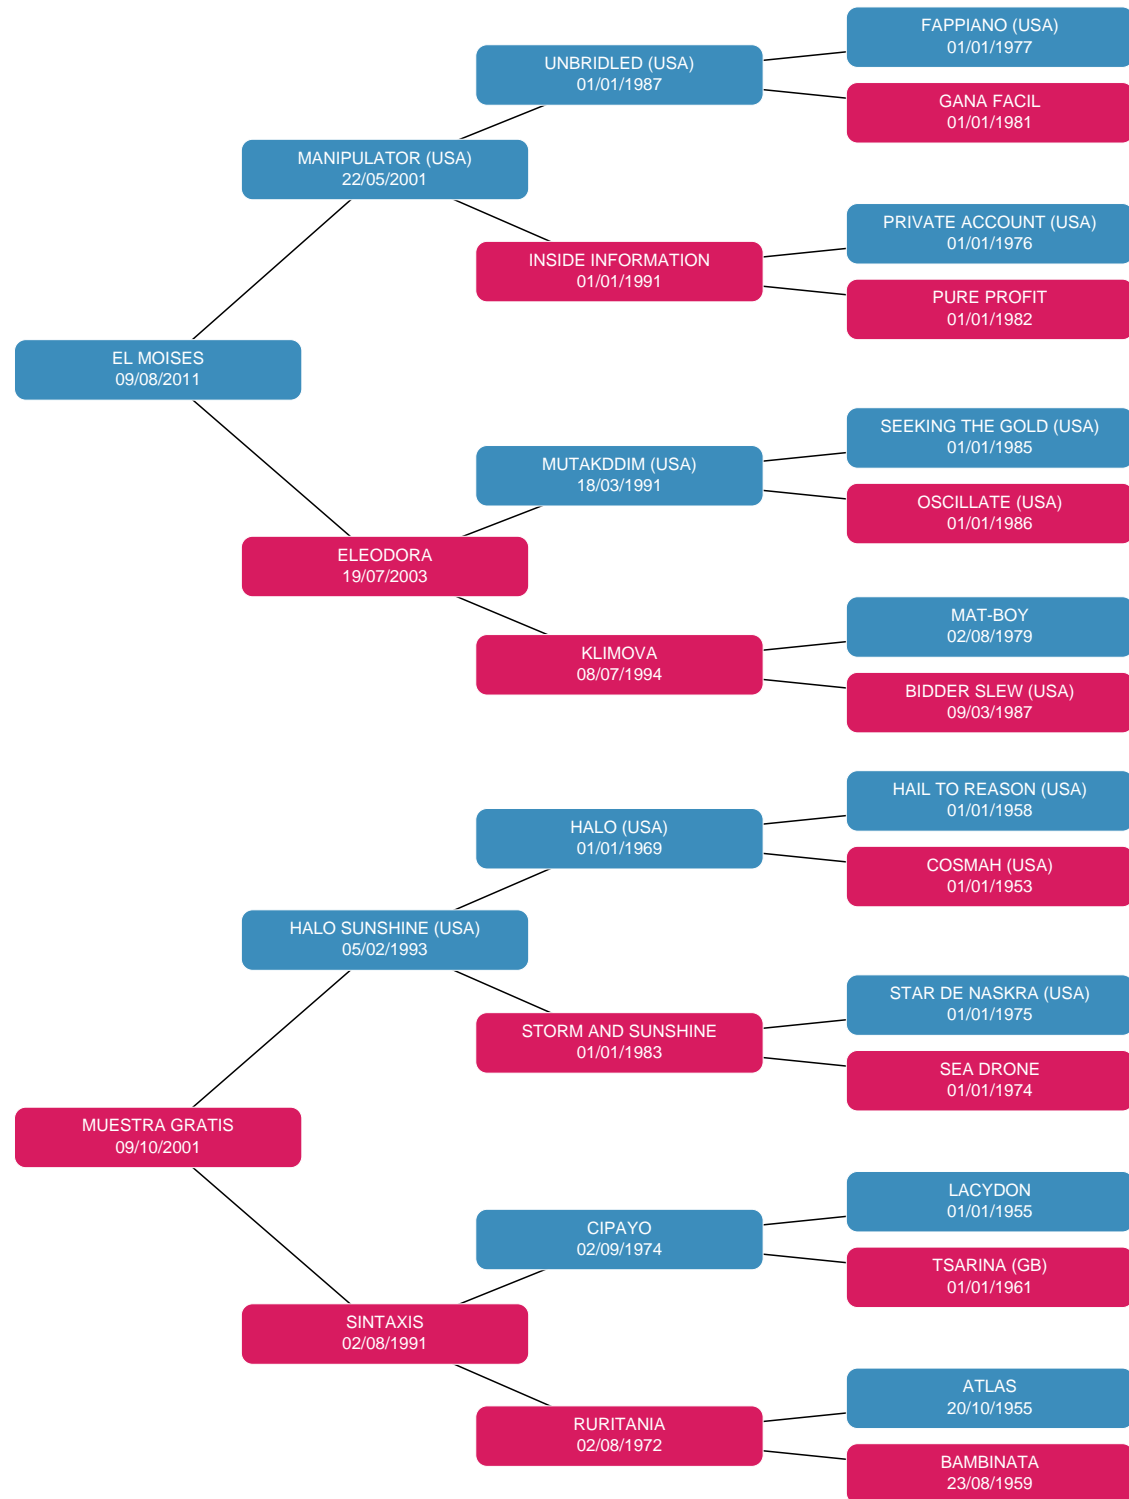 FAPPIANO (USA)
01/01/1977
UNBRIDLED (USA)
01/01/1987
GANA FACIL
01/01/1981
MANIPULATOR (USA)
22/05/2001
PRIVATE ACCOUNT (USA)
01/01/1976
INSIDE INFORMATION
01/01/1991
PURE PROFIT
01/01/1982
EL MOISES
09/08/2011
SEEKING THE GOLD (USA)
01/01/1985
MUTAKDDIM (USA)
18/03/1991
OSCILLATE (USA)
01/01/1986
ELEODORA
19/07/2003
MAT-BOY
02/08/1979
KLIMOVA
08/07/1994
BIDDER SLEW (USA)
09/03/1987
HAIL TO REASON (USA)
01/01/1958
HALO (USA)
01/01/1969
COSMAH (USA)
01/01/1953
HALO SUNSHINE (USA)
05/02/1993
STAR DE NASKRA (USA)
01/01/1975
STORM AND SUNSHINE
01/01/1983
SEA DRONE
01/01/1974
MUESTRA GRATIS
09/10/2001
LACYDON
01/01/1955
CIPAYO
02/09/1974
TSARINA (GB)
01/01/1961
SINTAXIS
02/08/1991
ATLAS
20/10/1955
RURITANIA
02/08/1972
BAMBINATA
23/08/1959